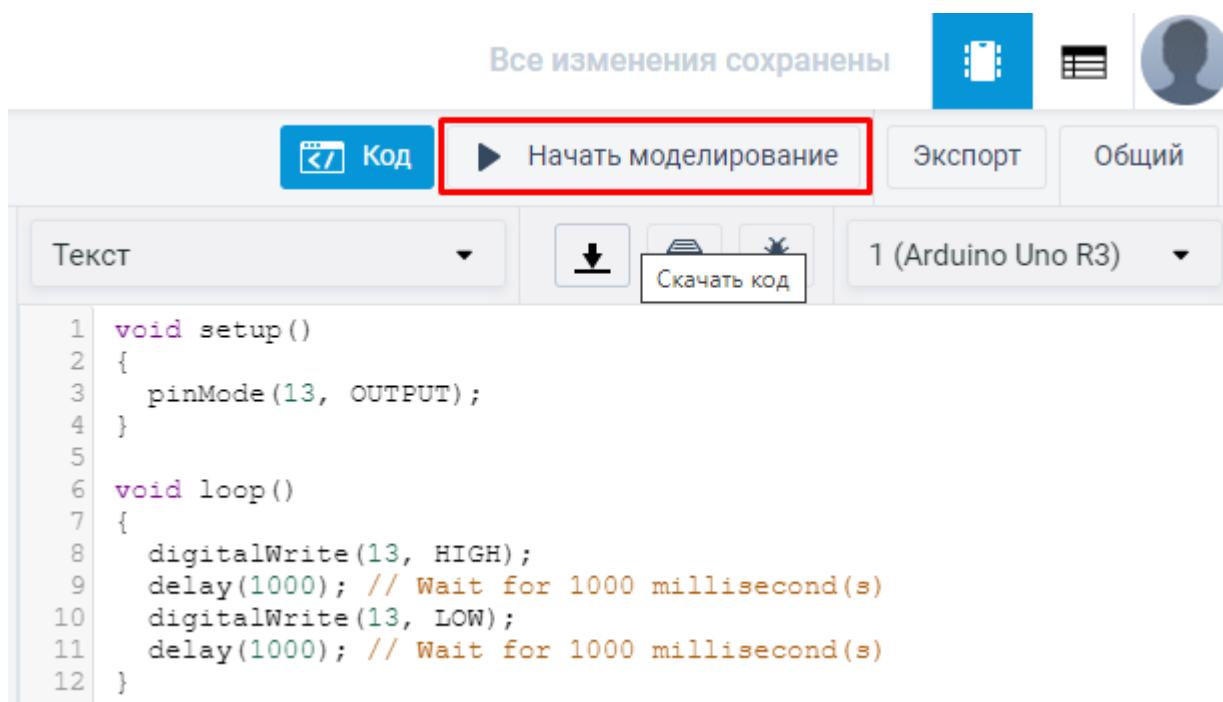 Все изменения сохранены
</> Код
Начать моделирование
Экспорт
Общий
Текст
1 (Arduino Uno R3)
Скачать код
1 void setup()
2 {
3   pinMode(13, OUTPUT);
4 }
5
6 void loop()
7 {
8   digitalWrite(13, HIGH);
9   delay(1000); // Wait for 1000 millisecond(s)
10   digitalWrite(13, LOW);
11   delay(1000); // Wait for 1000 millisecond(s)
12 }